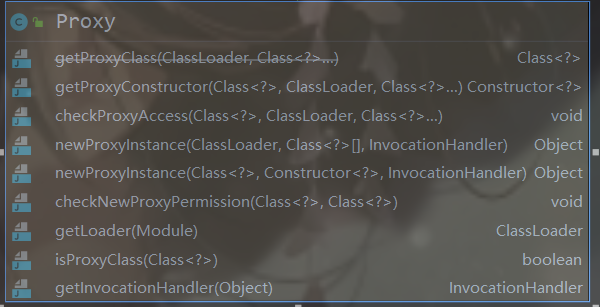 C Proxy
getProxyClass(ClassLoader, Class<?>...) Class<?>
getProxyConstructor(Class<?>, ClassLoader, Class<?>...) Constructor<?>
checkProxyAccess(Class<?>, ClassLoader, Class<?>...) void
newProxyInstance(ClassLoader, Class<?>[], InvocationHandler) Object
newProxyInstance(Class<?>, Constructor<?>, InvocationHandler) Object
checkNewProxyPermission(Class<?>, Class<?>) void
getLoader(Module) ClassLoader
isProxyClass(Class<?>) boolean
getInvocationHandler(Object) InvocationHandler